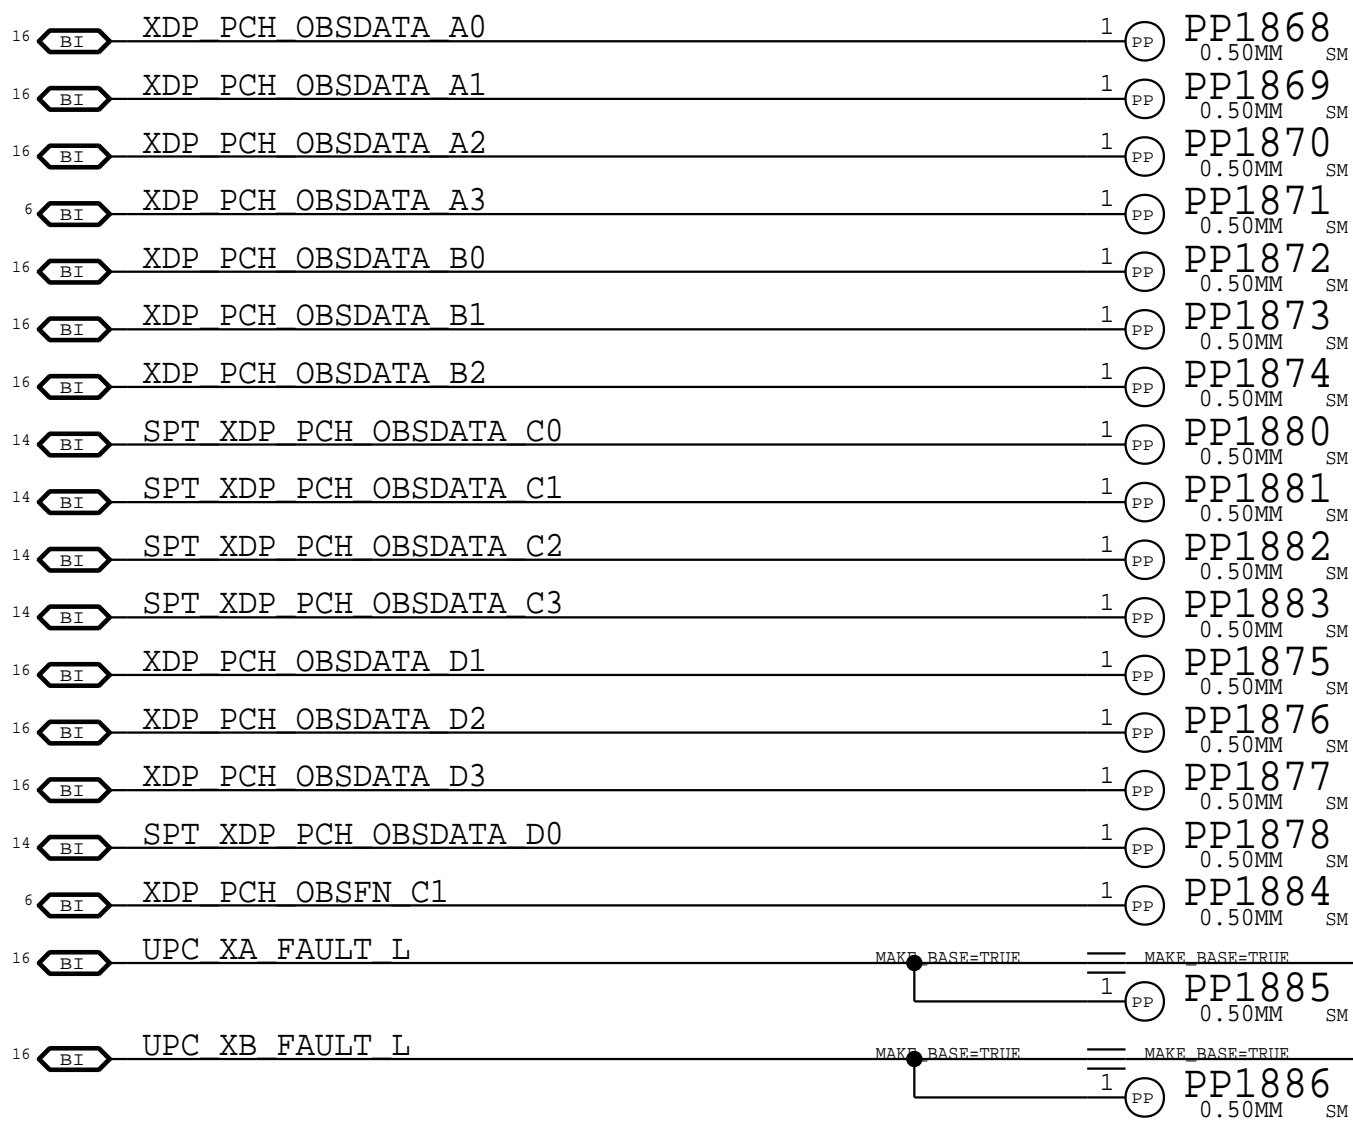 16 BI XDP_PCH_OBSDATA_A0 1 PP PP1868
0.50MM SM
16 BI XDP_PCH_OBSDATA_A1 1 PP PP1869
0.50MM SM
16 BI XDP_PCH_OBSDATA_A2 1 PP PP1870
0.50MM SM
6 BI XDP_PCH_OBSDATA_A3 1 PP PP1871
0.50MM SM
16 BI XDP_PCH_OBSDATA_B0 1 PP PP1872
0.50MM SM
16 BI XDP_PCH_OBSDATA_B1 1 PP PP1873
0.50MM SM
16 BI XDP_PCH_OBSDATA_B2 1 PP PP1874
0.50MM SM
14 BI SPT_XDP_PCH_OBSDATA_C0 1 PP PP1880
0.50MM SM
14 BI SPT_XDP_PCH_OBSDATA_C1 1 PP PP1881
0.50MM SM
14 BI SPT_XDP_PCH_OBSDATA_C2 1 PP PP1882
0.50MM SM
14 BI SPT_XDP_PCH_OBSDATA_C3 1 PP PP1883
0.50MM SM
16 BI XDP_PCH_OBSDATA_D1 1 PP PP1875
0.50MM SM
16 BI XDP_PCH_OBSDATA_D2 1 PP PP1876
0.50MM SM
16 BI XDP_PCH_OBSDATA_D3 1 PP PP1877
0.50MM SM
14 BI SPT_XDP_PCH_OBSDATA_D0 1 PP PP1878
0.50MM SM
6 BI XDP_PCH_OBSFN_C1 1 PP PP1884
0.50MM SM
16 BI UPC_XA_FAULT_L MAKE_BASE=TRUE MAKE_BASE=TRUE
1 PP PP1885
0.50MM SM
16 BI UPC_XB_FAULT_L MAKE_BASE=TRUE MAKE_BASE=TRUE
1 PP PP1886
0.50MM SM